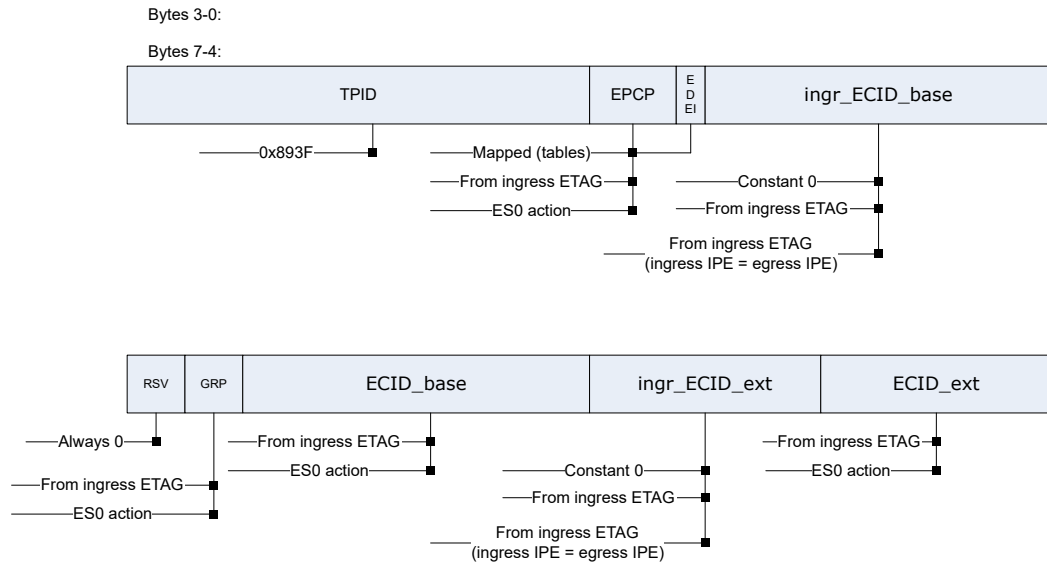 Bytes 3-0:
Bytes 7-4:
TPID
EPCP
E
D
EI
ingr_ECID_base
0x893F
Mapped (tables)
From ingress ETAG
ES0 action
Constant 0
From ingress ETAG
From ingress ETAG
(ingress IPE = egress IPE)
RSV
GRP
ECID_base
ingr_ECID_ext
ECID_ext
Always 0
From ingress ETAG
ES0 action
From ingress ETAG
ES0 action
Constant 0
From ingress ETAG
From ingress ETAG
(ingress IPE = egress IPE)
From ingress ETAG
ES0 action